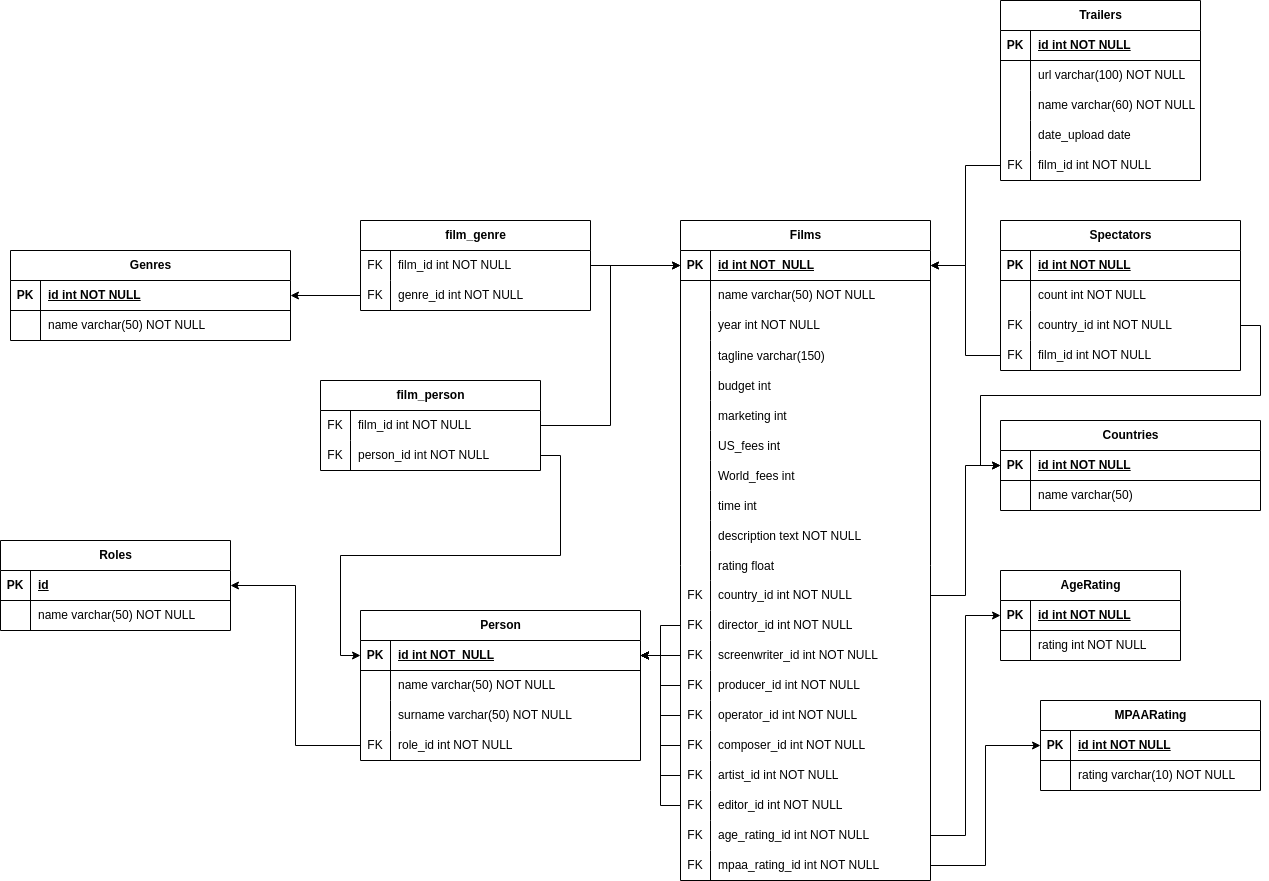 Trailers
PK id int NOT NULL
url varchar(100) NOT NULL
name varchar(60) NOT NULL
date_upload date
FK film_id int NOT NULL
film_genre
FK film_id int NOT NULL
FK genre_id int NOT NULL
Films
PK id int NOT  NULL
name varchar(50) NOT NULL
year int NOT NULL
tagline varchar(150)
budget int
marketing int
US_fees int
World_fees int
time int
description text NOT NULL
rating float
FK country_id int NOT NULL
FK director_id int NOT NULL
FK screenwriter_id int NOT NULL
FK producer_id int NOT NULL
FK operator_id int NOT NULL
FK composer_id int NOT NULL
FK artist_id int NOT NULL
FK editor_id int NOT NULL
FK age_rating_id int NOT NULL
FK mpaa_rating_id int NOT NULL
Spectators
PK id int NOT NULL
count int NOT NULL
FK country_id int NOT NULL
FK film_id int NOT NULL
Genres
PK id int NOT NULL
name varchar(50) NOT NULL
film_person
FK film_id int NOT NULL
FK person_id int NOT NULL
Countries
PK id int NOT NULL
name varchar(50)
Roles
PK id
name varchar(50) NOT NULL
Person
PK id int NOT  NULL
name varchar(50) NOT NULL
surname varchar(50) NOT NULL
FK role_id int NOT NULL
AgeRating
PK id int NOT NULL
rating int NOT NULL
MPAARating
PK id int NOT NULL
rating varchar(10) NOT NULL